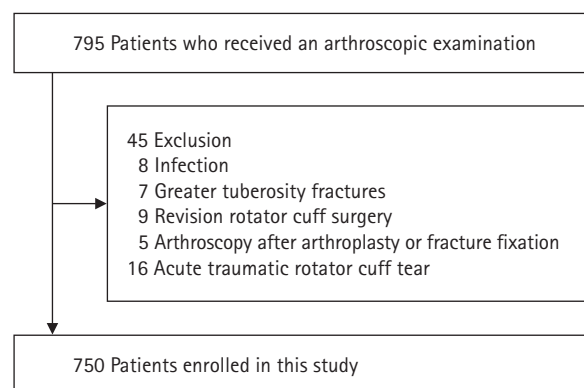 795 Patients who received an arthroscopic examination
45 Exclusion
8 Infection
7 Greater tuberosity fractures
9 Revision rotator cuff surgery
5 Arthroscopy after arthroplasty or fracture fixation
16 Acute traumatic rotator cuff tear
750 Patients enrolled in this study